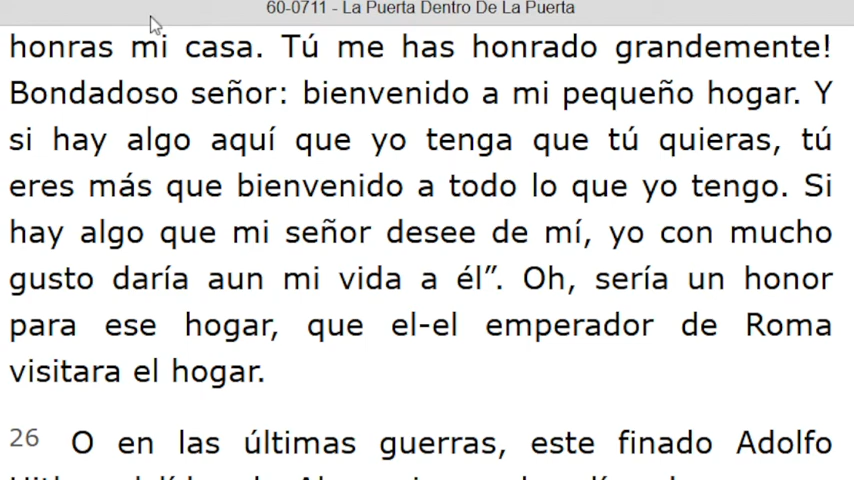 60-0711 - La Puerta Dentro De La Puerta
honras mi casa. Tú me has honrado grandemente!
Bondadoso señor: bienvenido a mi pequeño hogar. Y
si hay algo aquí que yo tenga que tú quieras, tú
eres más que bienvenido a todo lo que yo tengo. Si
hay algo que mi señor desee de mí, yo con mucho
gusto daría aun mi vida a él”. Oh, sería un honor
para ese hogar, que el-el emperador de Roma
visitara el hogar.
26 O en las últimas guerras, este finado Adolfo